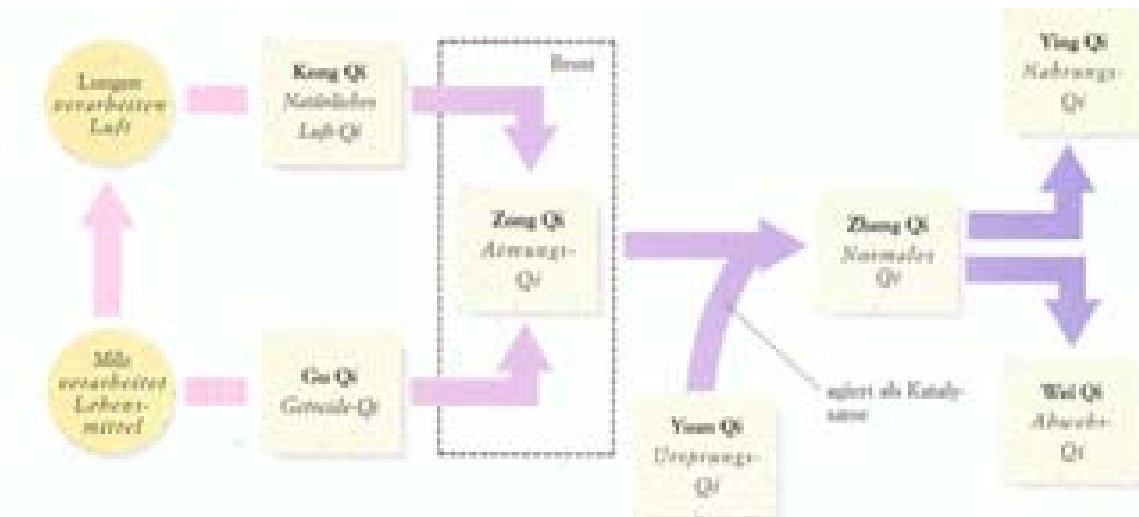 Lungen
verarbeiten
Luft
Kong Qi
Natürliches
Luft-Qi
Brust
Ying Qi
Nahrungs-
Qi
Zong Qi
Atmungs-
Qi
Zhang Qi
Normales
Qi
Milz
verarbeitet
Lebens-
mittel
Gu Qi
Getreide-Qi
Yuan Qi
Ursprungs-
Qi
agiert als Kataly-
sator
Wei Qi
Abwehr-
Qi